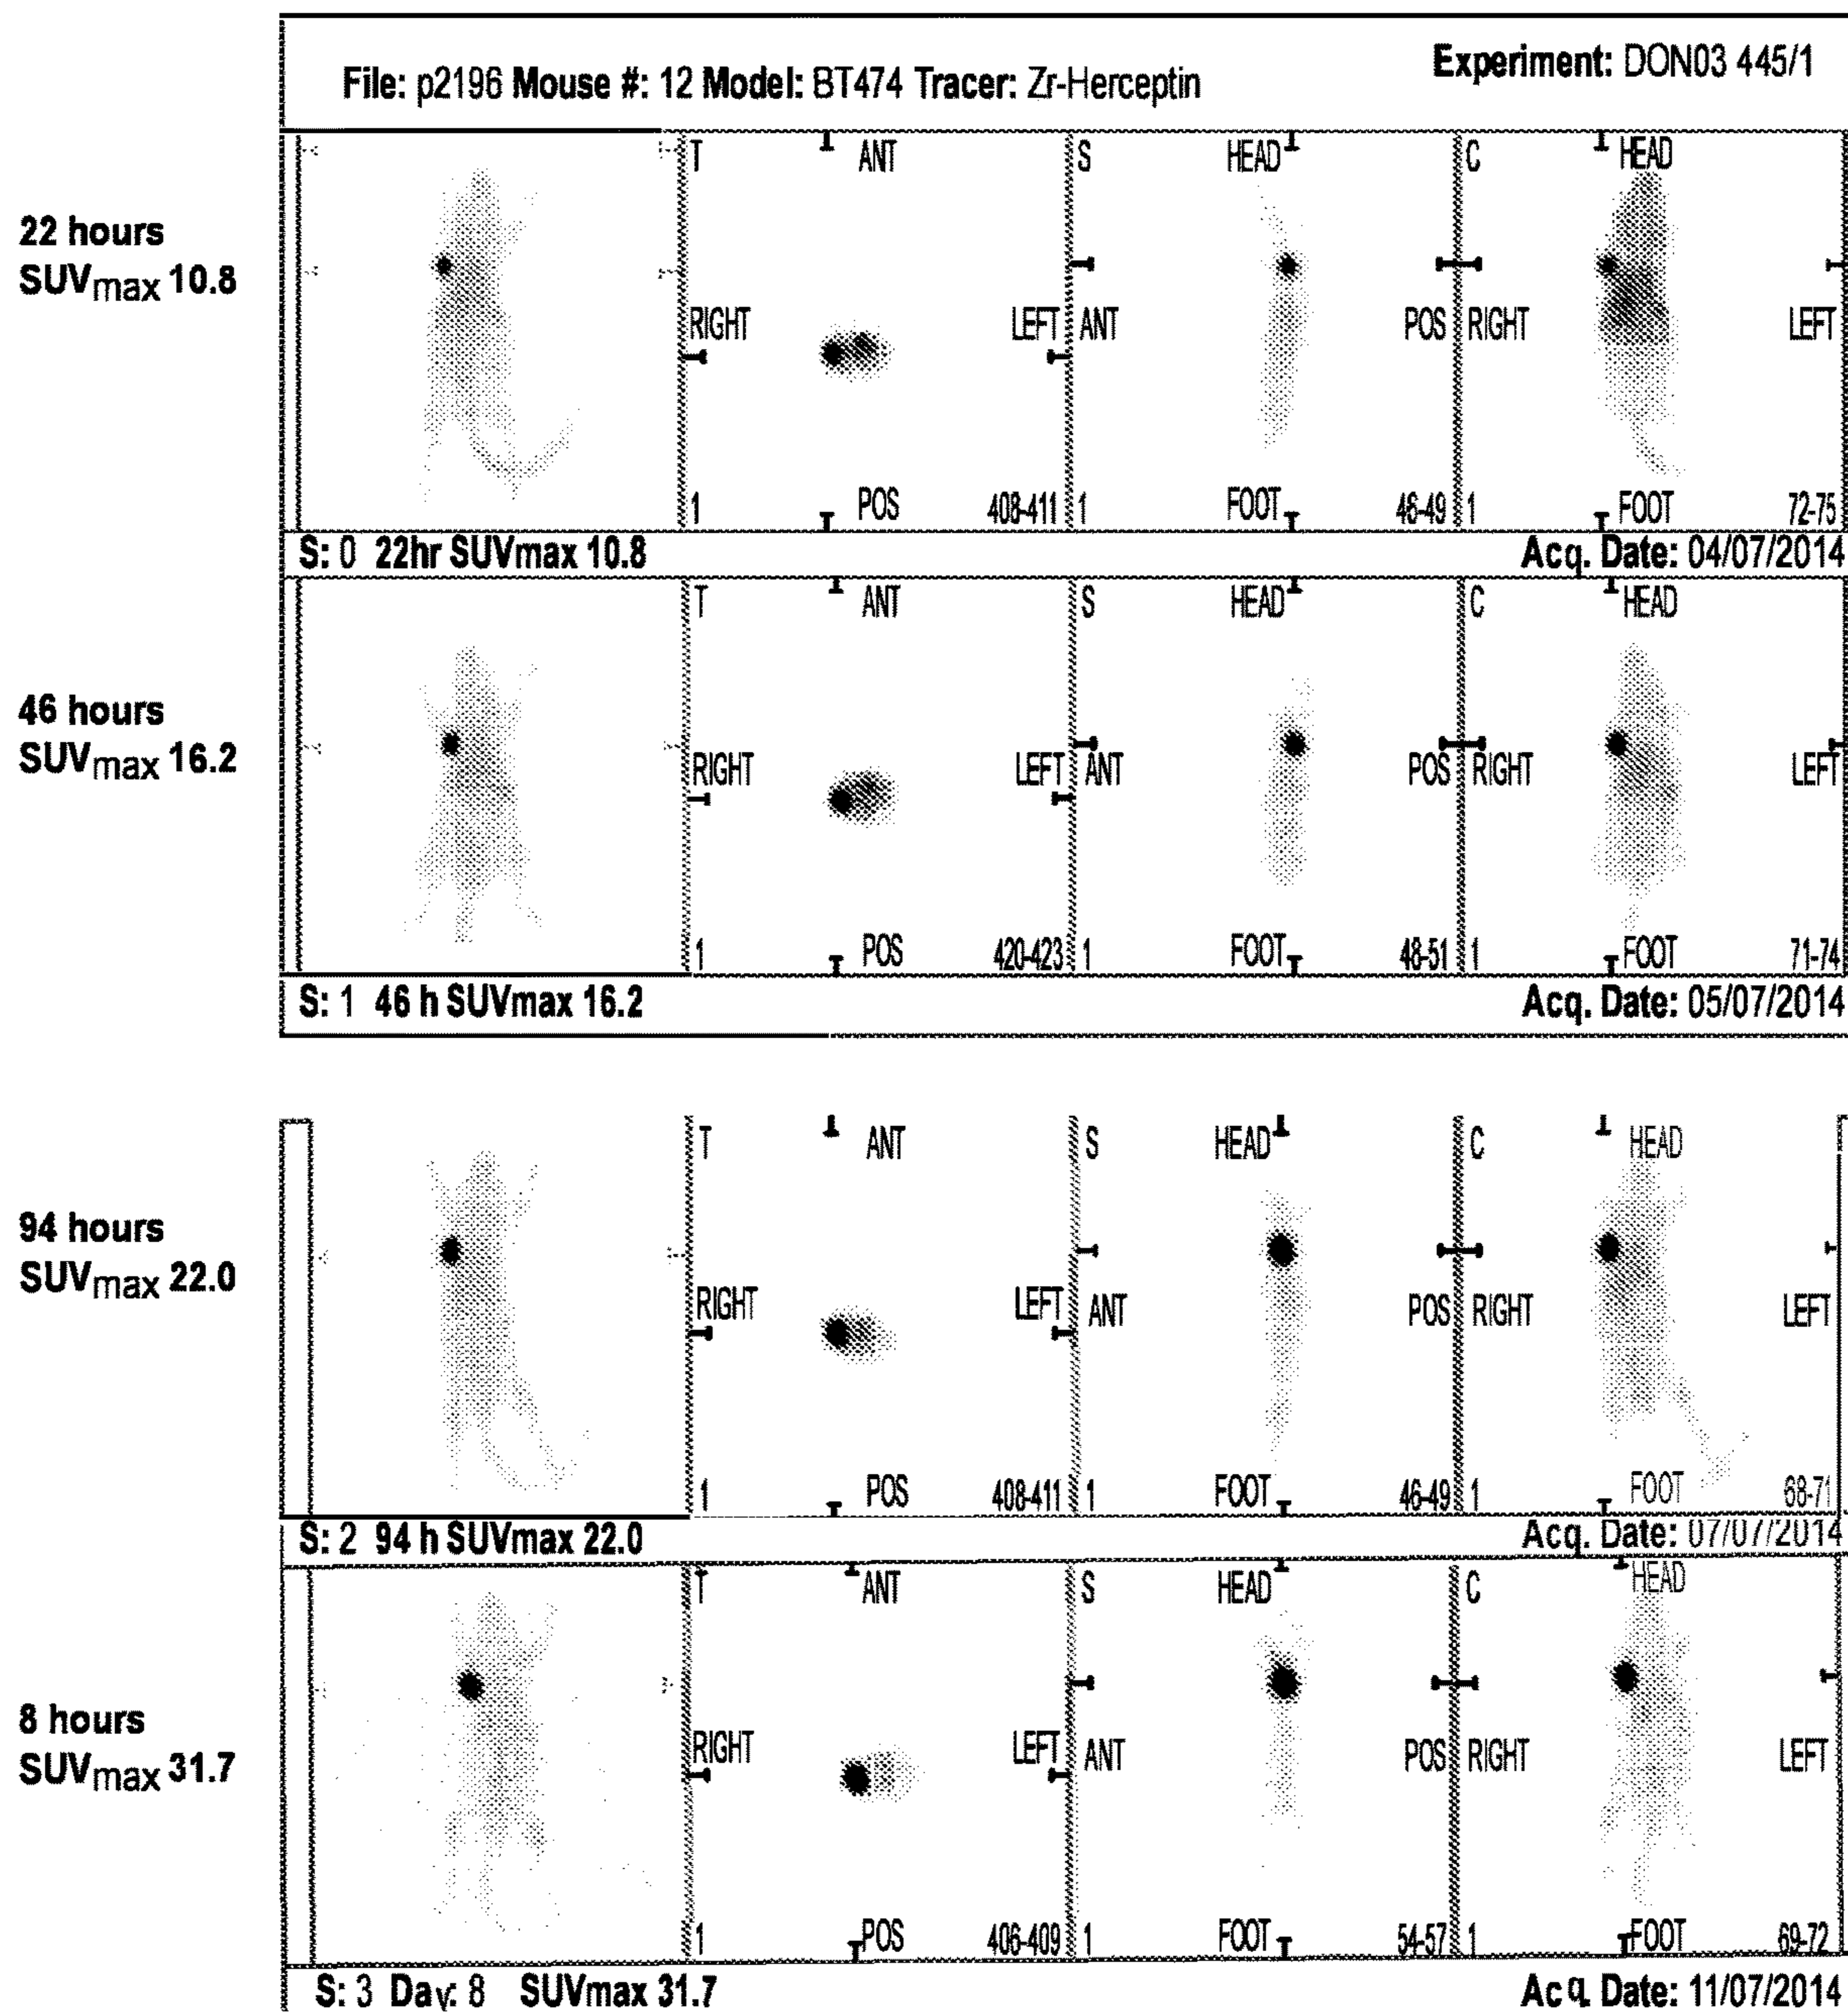 File: p2196 Mouse #: 12 Model: BT474 Tracer: Zr-Herceptin
Experiment: DON03 445/1
22 hours
SUVmax 10.8
T ANT S HEAD C HEAD
RIGHT LEFT ANT POS RIGHT LEFT
1 POS 408-411 1 FOOT 46-49 1 FOOT 72-75
S: 0 22hr SUVmax 10.8 Acq. Date: 04/07/2014
46 hours
SUVmax 16.2
T ANT S HEAD C HEAD
RIGHT LEFT ANT POS RIGHT LEFT
1 POS 420-423 1 FOOT 48-51 1 FOOT 71-74
S: 1 46 h SUVmax 16.2 Acq. Date: 05/07/2014
94 hours
SUVmax 22.0
T ANT S HEAD C HEAD
RIGHT LEFT ANT POS RIGHT LEFT
1 POS 408-411 1 FOOT 46-49 1 FOOT 68-71
S: 2 94 h SUVmax 22.0 Acq. Date: 07/07/2014
8 hours
SUVmax 31.7
T ANT S HEAD C HEAD
RIGHT LEFT ANT POS RIGHT LEFT
1 POS 406-409 1 FOOT 54-57 1 FOOT 69-72
S: 3 Day: 8 SUVmax 31.7 Acq. Date: 11/07/2014